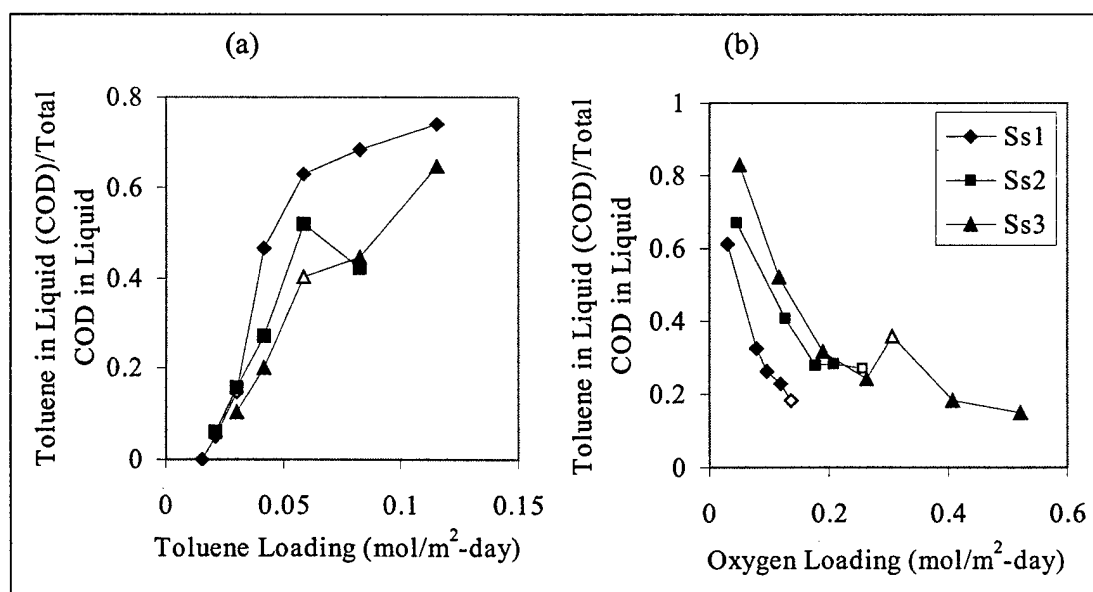 (a)
(b)
Toluene in Liquid (COD)/Total
COD in Liquid
0.8
0.6
0.4
0.2
0
0
0.05
0.1
0.15
Toluene Loading (mol/m²-day)
Toluene in Liquid (COD)/Total
COD in Liquid
1
0.8
0.6
0.4
0.2
0
0
0.2
0.4
0.6
Oxygen Loading (mol/m²-day)
Ss1
Ss2
Ss3